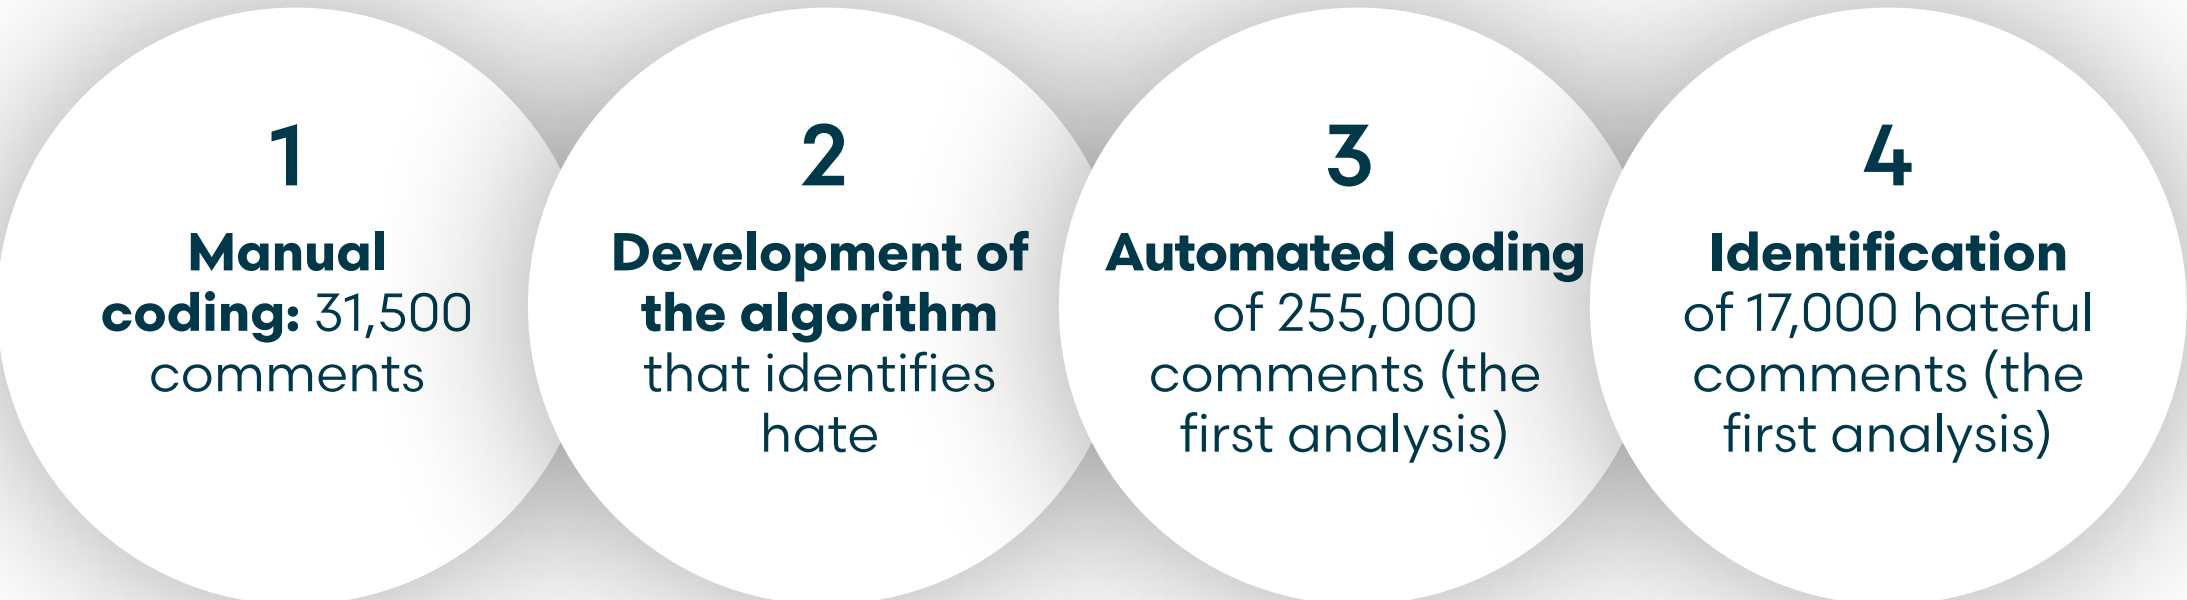 1
Manual
coding: 31,500
comments
2
Development of
the algorithm
that identifies
hate
3
Automated coding
of 255,000
comments (the
first analysis)
4
Identification
of 17,000 hateful
comments (the
first analysis)